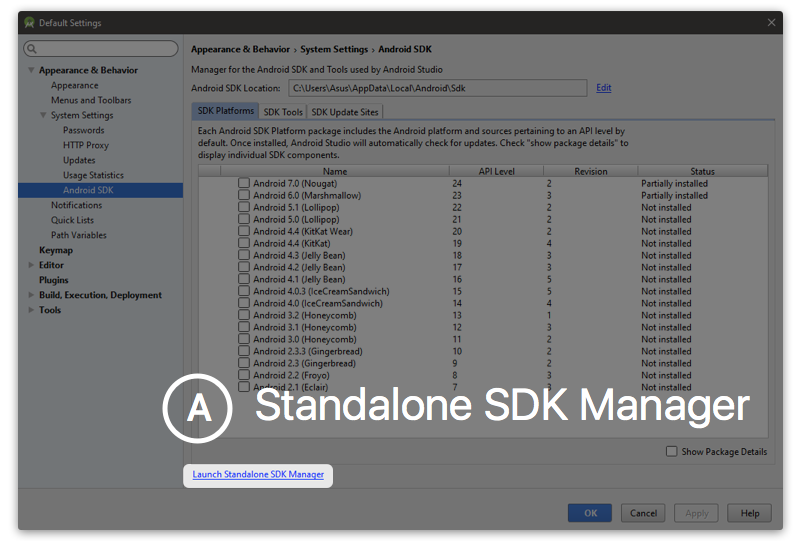 Default Settings
Appearance & Behavior › System Settings › Android SDK
Manager for the Android SDK and Tools used by Android Studio
Android SDK Location: C:\Users\Asus\AppData\Local\Android\Sdk Edit
Appearance & Behavior
Appearance
Menus and Toolbars
System Settings
Passwords
HTTP Proxy
Updates
Usage Statistics
Android SDK
Notifications
Quick Lists
Path Variables
Keymap
Editor
Plugins
Build, Execution, Deployment
Tools
SDK Platforms SDK Tools SDK Update Sites
Each Android SDK Platform package includes the Android platform and sources pertaining to an API level by
default. Once installed, Android Studio will automatically check for updates. Check "show package details" to
display individual SDK components.
Name API Level Revision Status
Android 7.0 (Nougat) 24 2 Partially installed
Android 6.0 (Marshmallow) 23 3 Partially installed
Android 5.1 (Lollipop) 22 2 Not installed
Android 5.0 (Lollipop) 21 2 Not installed
Android 4.4 (KitKat Wear) 20 2 Not installed
Android 4.4 (KitKat) 19 4 Not installed
Android 4.3 (Jelly Bean) 18 3 Not installed
Android 4.2 (Jelly Bean) 17 3 Not installed
Android 4.1 (Jelly Bean) 16 5 Not installed
Android 4.0.3 (IceCreamSandwich) 15 5 Not installed
Android 4.0 (IceCreamSandwich) 14 4 Not installed
Android 3.2 (Honeycomb) 13 1 Not installed
Android 3.1 (Honeycomb) 12 3 Not installed
Android 3.0 (Honeycomb) 11 2 Not installed
Android 2.3.3 (Gingerbread) 10 2 Not installed
Android 2.3 (Gingerbread) 9 2 Not installed
Android 2.2 (Froyo) 8 3 Not installed
Android 2.1 (Eclair) 7 3 Not installed
A Standalone SDK Manager
Show Package Details
Launch Standalone SDK Manager
OK Cancel Apply Help